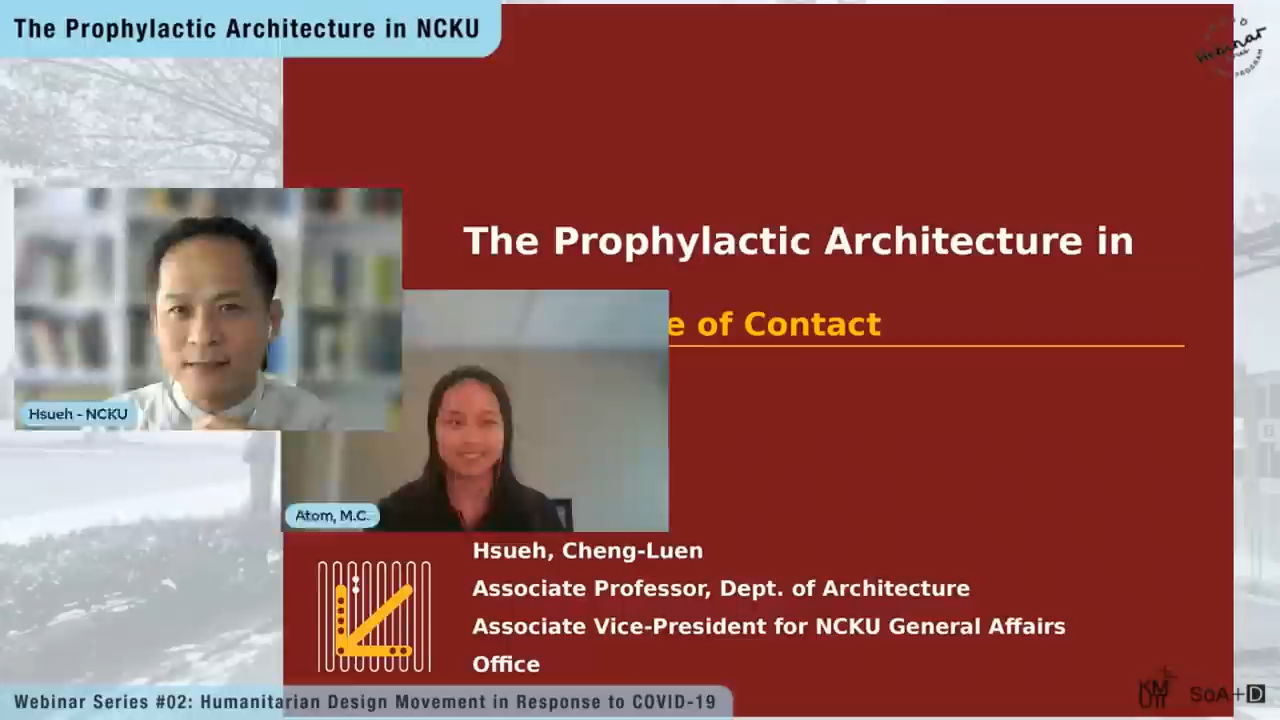 The Prophylactic Architecture in NCKU
Webinar
The Prophylactic Architecture in
e of Contact
Hsueh - NCKU
Atom, M.C.
Hsueh, Cheng-Luen
Associate Professor, Dept. of Architecture
Associate Vice-President for NCKU General Affairs
Office
Webinar Series #02: Humanitarian Design Movement in Response to COVID-19
SoA+D